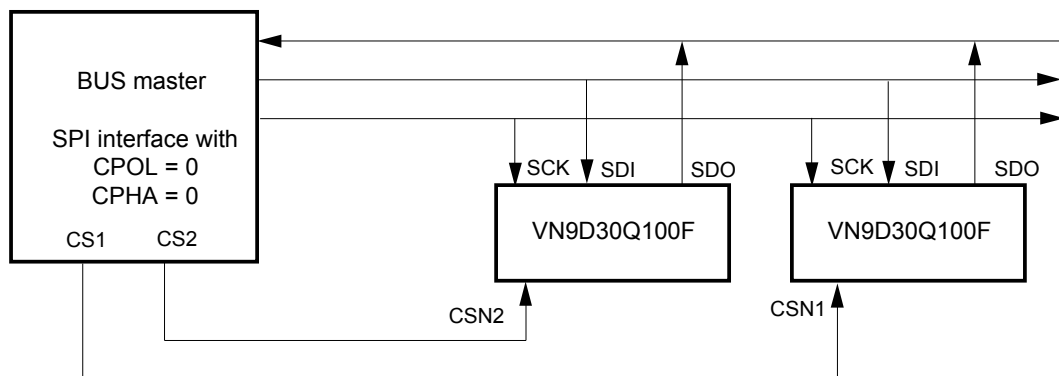 BUS master
SPI interface with
CPOL = 0
CPHA = 0
CS1 CS2
SCK SDI SDO
SCK SDI SDO
VN9D30Q100F
VN9D30Q100F
CSN2
CSN1